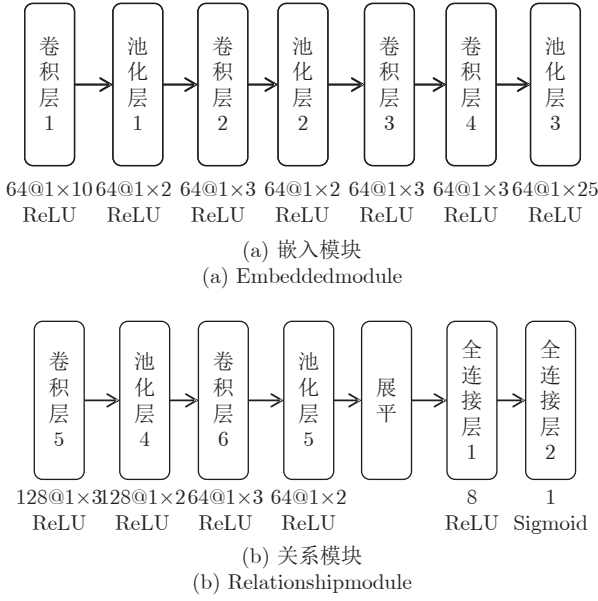 卷积层1 池化层1 卷积层2 池化层2 卷积层3 卷积层4 池化层3
64@1×10 64@1×2 64@1×3 64@1×2 64@1×3 64@1×3 64@1×25
ReLU ReLU ReLU ReLU ReLU ReLU ReLU
(a) 嵌入模块
(a) Embeddedmodule
卷积层5 池化层4 卷积层6 池化层5 展平 全连接层1 全连接层2
128@1×3 128@1×2 64@1×3 64@1×2 8 1
ReLU ReLU ReLU ReLU ReLU Sigmoid
(b) 关系模块
(b) Relationshipmodule